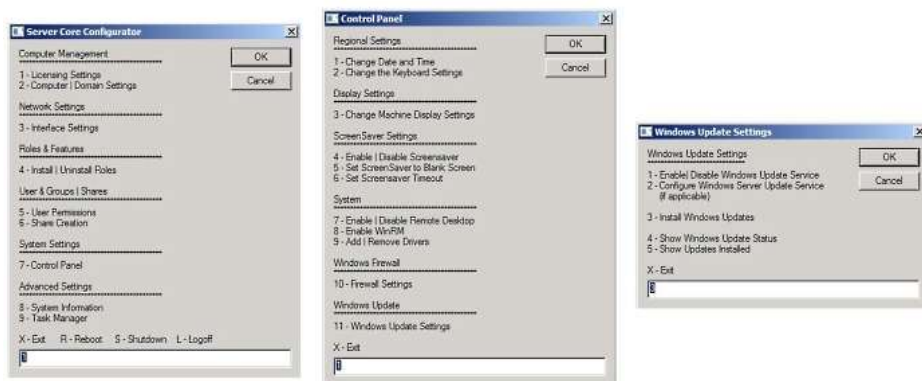 Server Core Configurator
OK
Cancel
Computer Management
1 - Licensing Settings
2 - Computer | Domain Settings
Network Settings
3 - Interface Settings
Roles & Features
4 - Install | Uninstall Roles
User & Groups | Shares
5 - User Permissions
6 - Share Creation
System Settings
7 - Control Panel
Advanced Settings
8 - System Information
9 - Task Manager
X - Exit R - Reboot S - Shutdown L - Logoff
1
Control Panel
OK
Cancel
Regional Settings
1 - Change Date and Time
2 - Change the Keyboard Settings
Display Settings
3 - Change Machine Display Settings
ScreenSaver Settings
4 - Enable | Disable Screensaver
5 - Set ScreenSaver to Blank Screen
6 - Set Screensaver Timeout
System
7 - Enable | Disable Remote Desktop
8 - Enable WinRM
9 - Add | Remove Drivers
Windows Firewall
10 - Firewall Settings
Windows Update
11 - Windows Update Settings
X - Exit
1
Windows Update Settings
OK
Cancel
Windows Update Settings
1 - Enable| Disable Windows Update Service
2 - Configure Windows Server Update Service
(if applicable)
3 - Install Windows Updates
4 - Show Windows Update Status
5 - Show Updates Installed
X - Exit
3